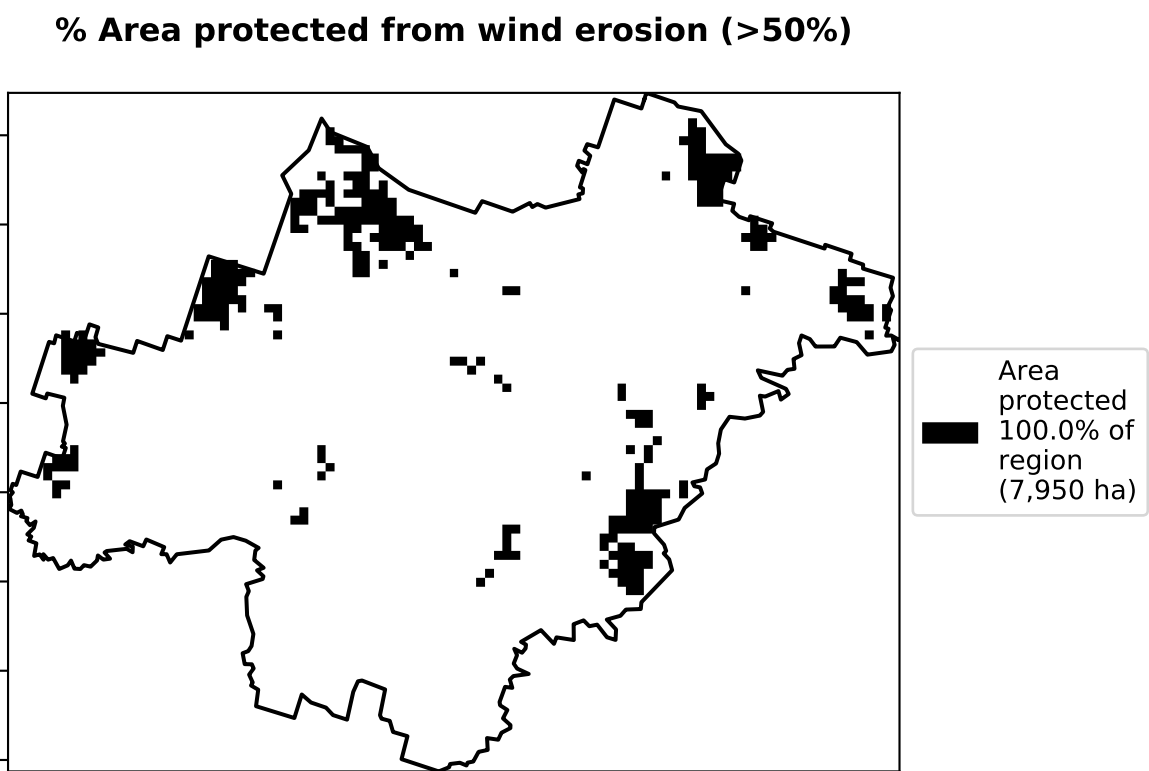 % Area protected from wind erosion (>50%)
Area
protected
100.0% of
region
(7,950 ha)